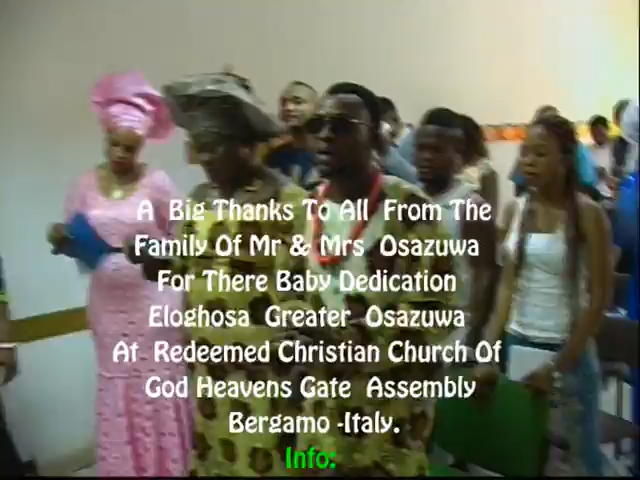 A Big Thanks To All From The
Family Of Mr & Mrs Osazuwa
For There Baby Dedication
Eloghosa Greater Osazuwa
At Redeemed Christian Church Of
God Heavens Gate Assembly
Bergamo -Italy.
Info: